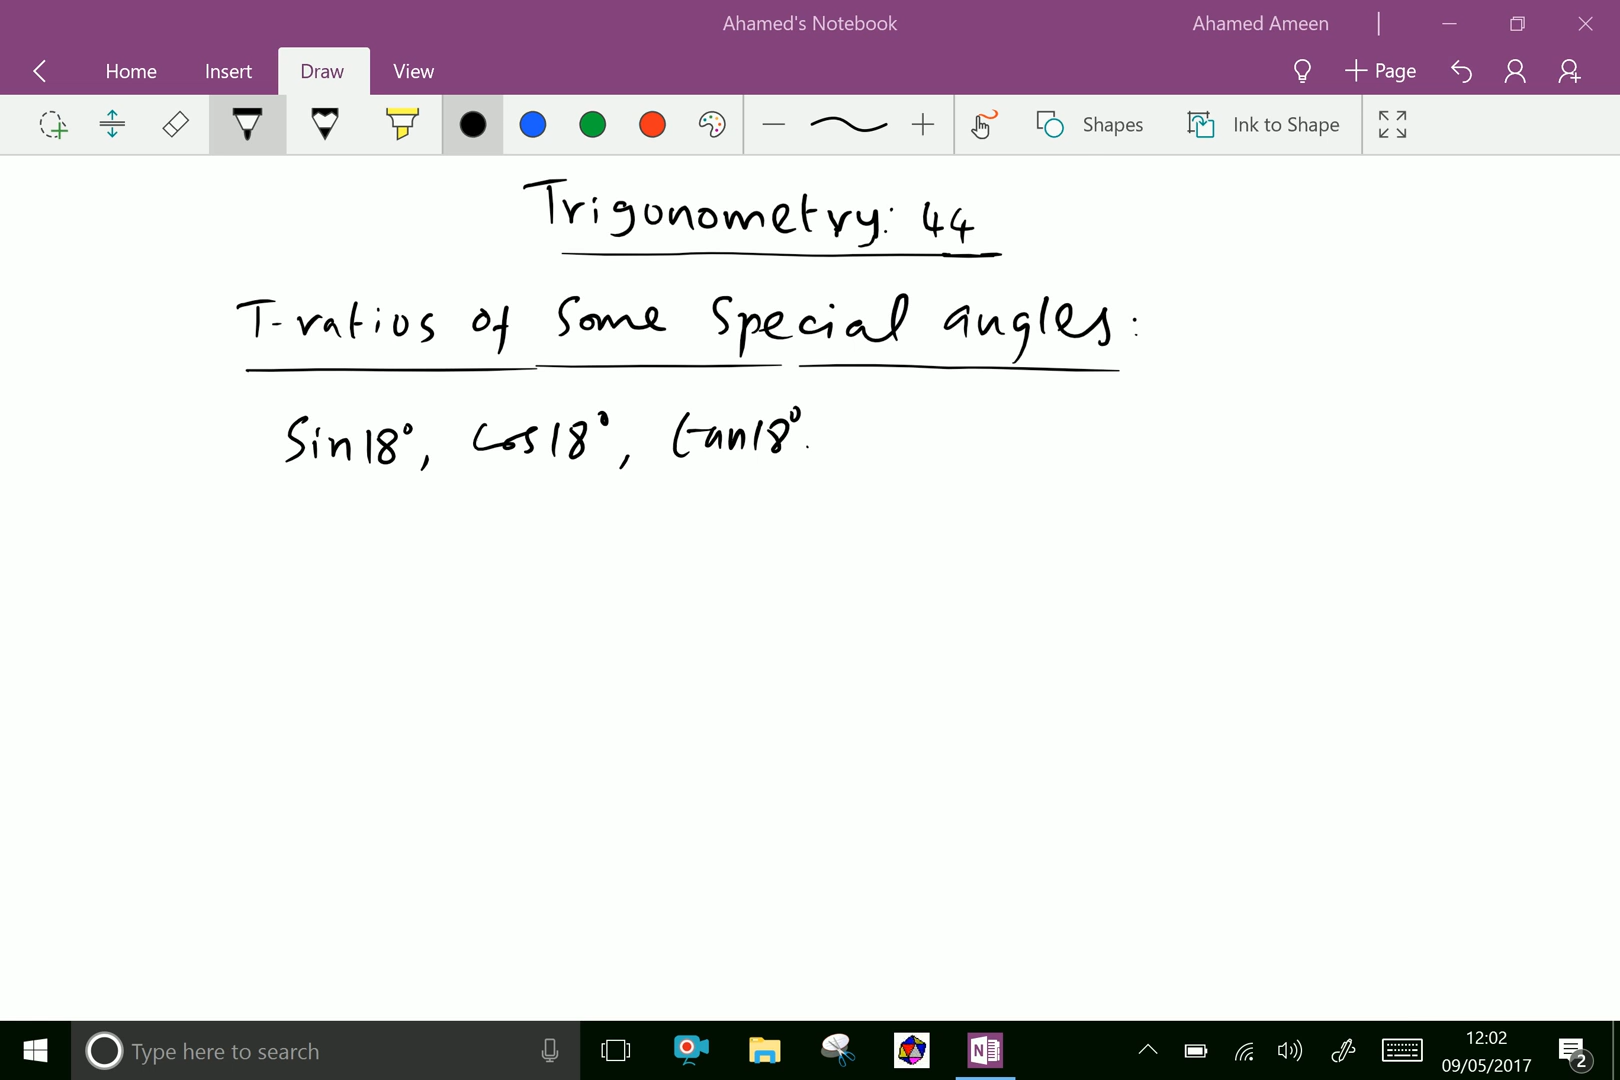 Ahamed's Notebook
Ahamed Ameen
Home Insert Draw View
Page
Shapes Ink to Shape
Trigonometry: 44
T-ratios of Some Special angles:
Sin18°, Cos18°, tan18°.
Type here to search
N
12:02
09/05/2017
2